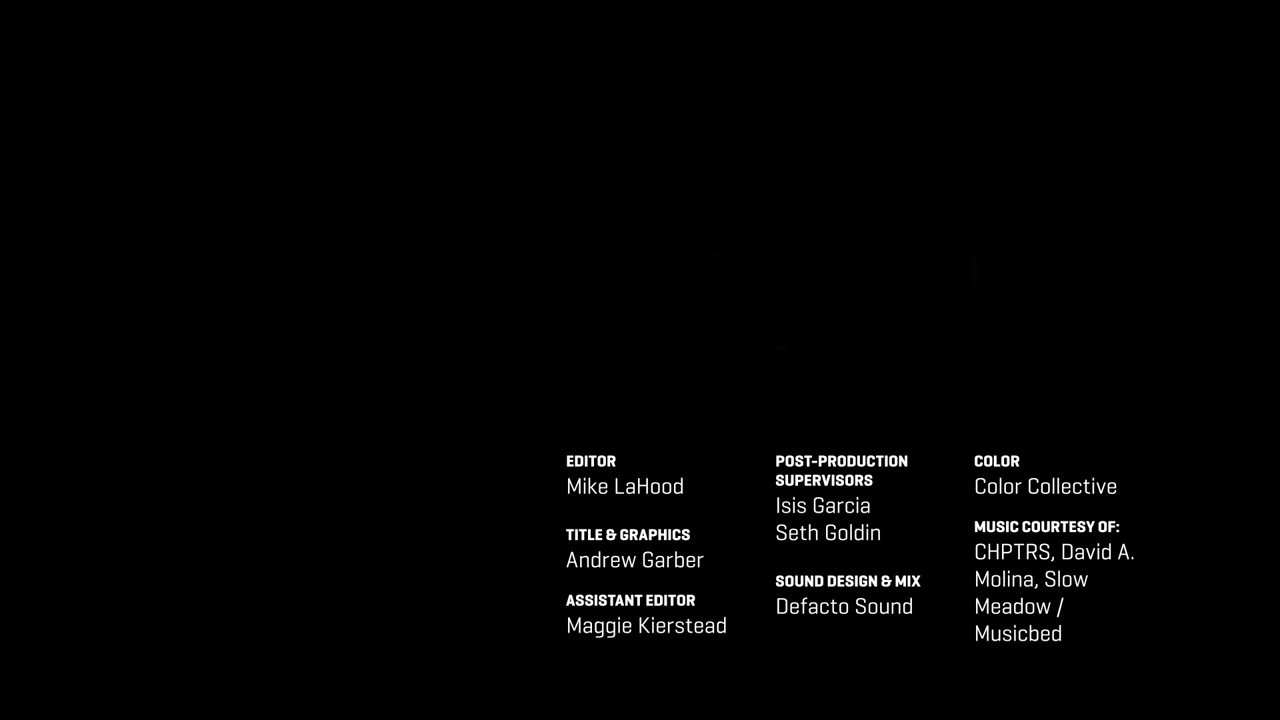 EDITOR
Mike LaHood
TITLE & GRAPHICS
Andrew Garber
ASSISTANT EDITOR
Maggie Kierstead
POST-PRODUCTION
SUPERVISORS
Isis Garcia
Seth Goldin
SOUND DESIGN & MIX
Defacto Sound
COLOR
Color Collective
MUSIC COURTESY OF:
CHPTRS, David A.
Molina, Slow
Meadow /
Musicbed